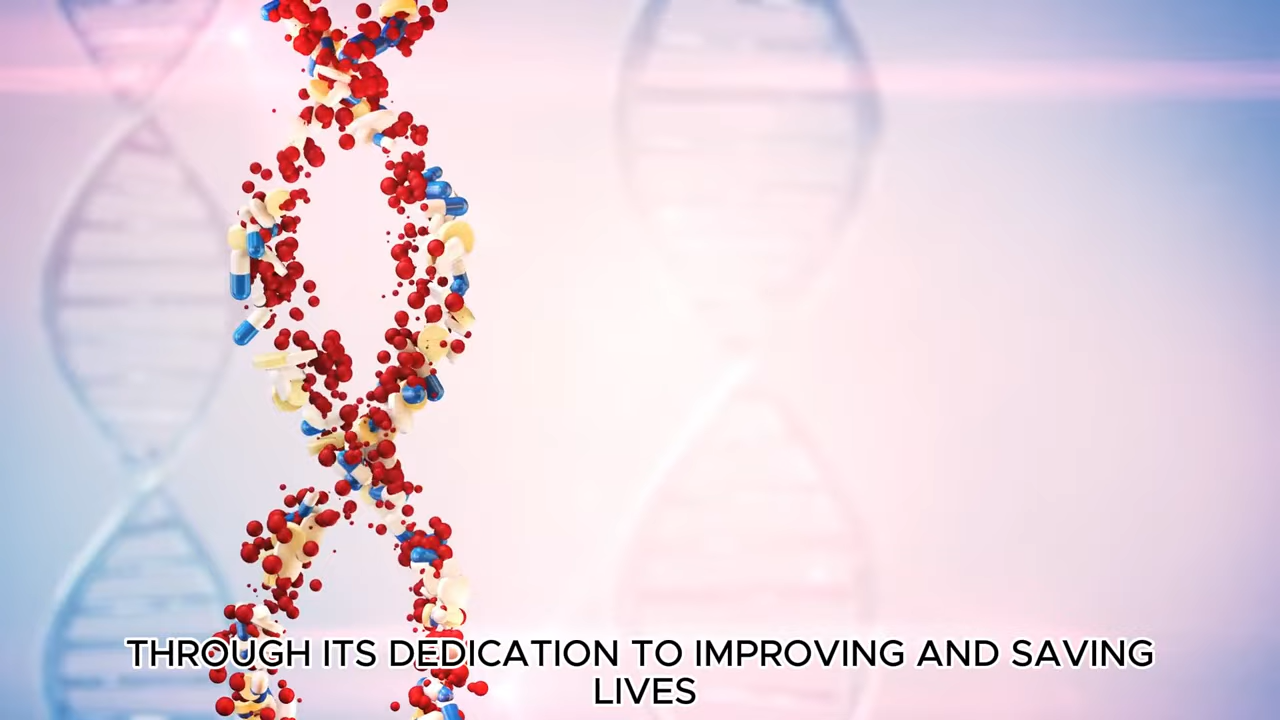 THROUGH ITS DEDICATION TO IMPROVING AND SAVING
LIVES